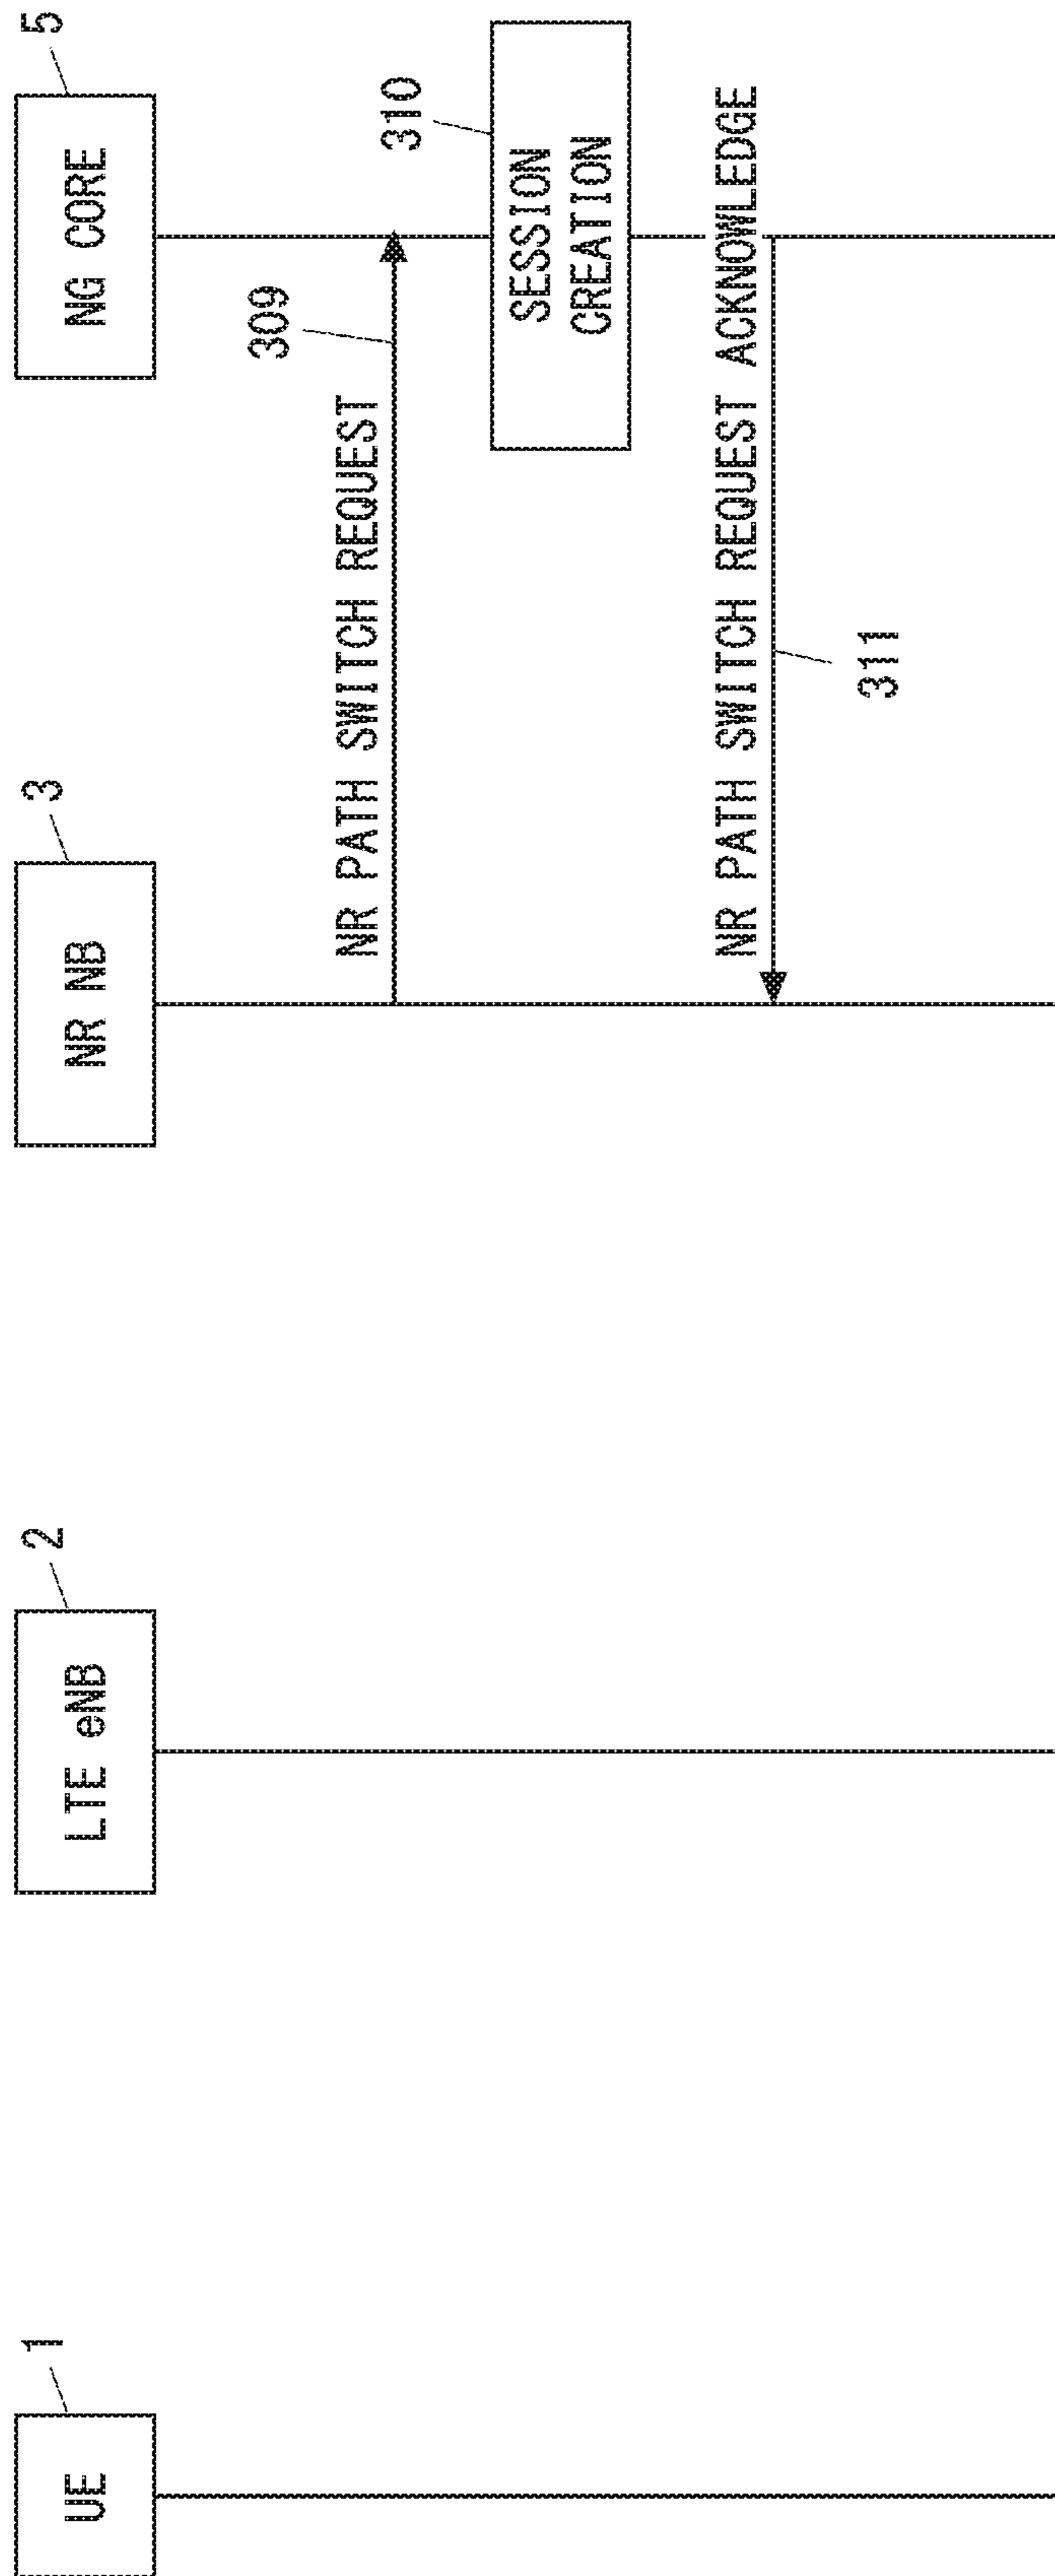 UE
1
LTE eNB
2
NR NB
3
NG CORE
5
NR PATH SWITCH REQUEST
309
310
SESSION
CREATION
NR PATH SWITCH REQUEST ACKNOWLEDGE
311